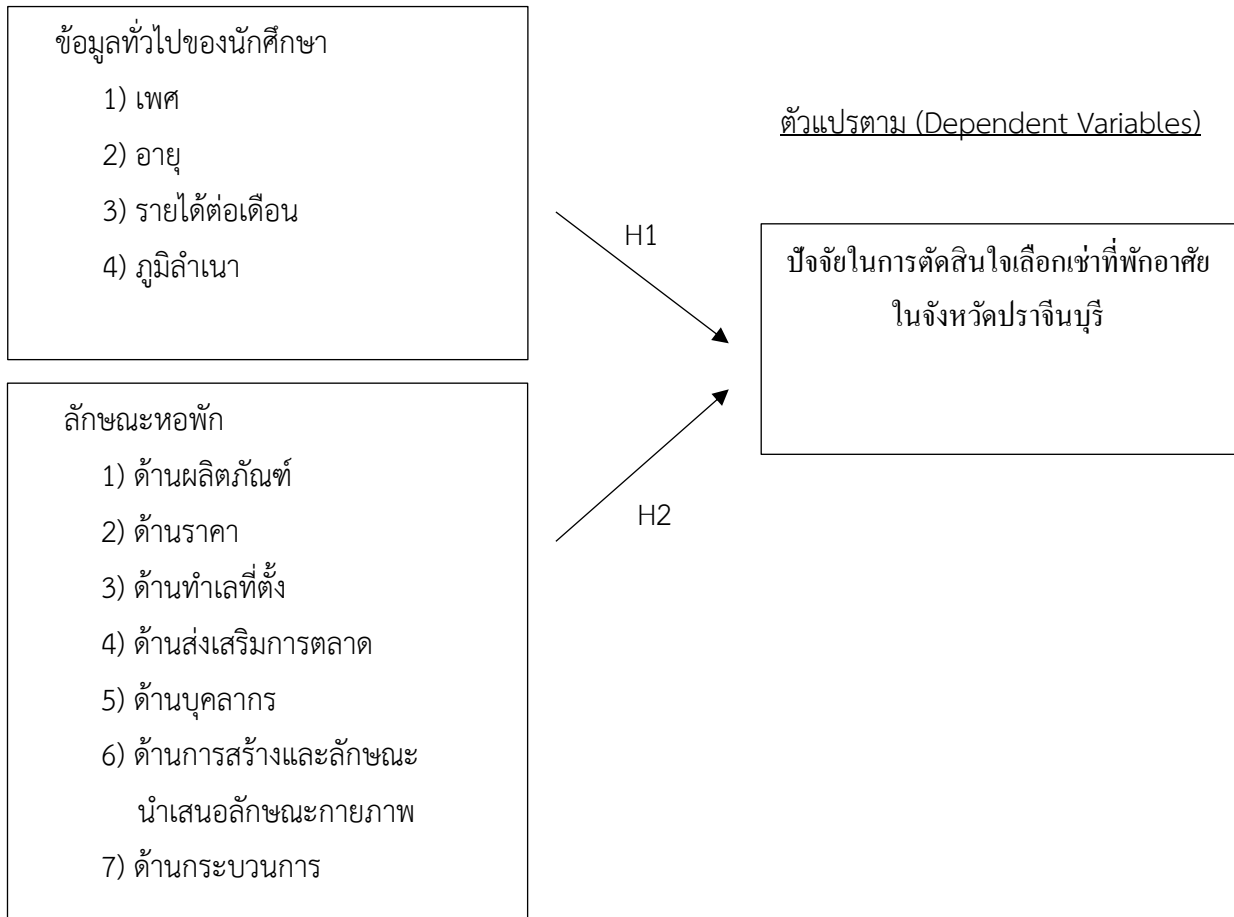 ข้อมูลทั่วไปของนักศึกษา
1) เพศ
2) อายุ
3) รายได้ต่อเดือน
4) ภูมิลำเนา
ลักษณะหอพัก
1) ด้านผลิตภัณฑ์
2) ด้านราคา
3) ด้านทำเลที่ตั้ง
4) ด้านส่งเสริมการตลาด
5) ด้านบุคลากร
6) ด้านการสร้างและลักษณะ
นำเสนอลักษณะกายภาพ
7) ด้านกระบวนการ
H1
H2
ตัวแปรตาม (Dependent Variables)
ปัจจัยในการตัดสินใจเลือกเช่าที่พักอาศัย
ในจังหวัดปราจีนบุรี